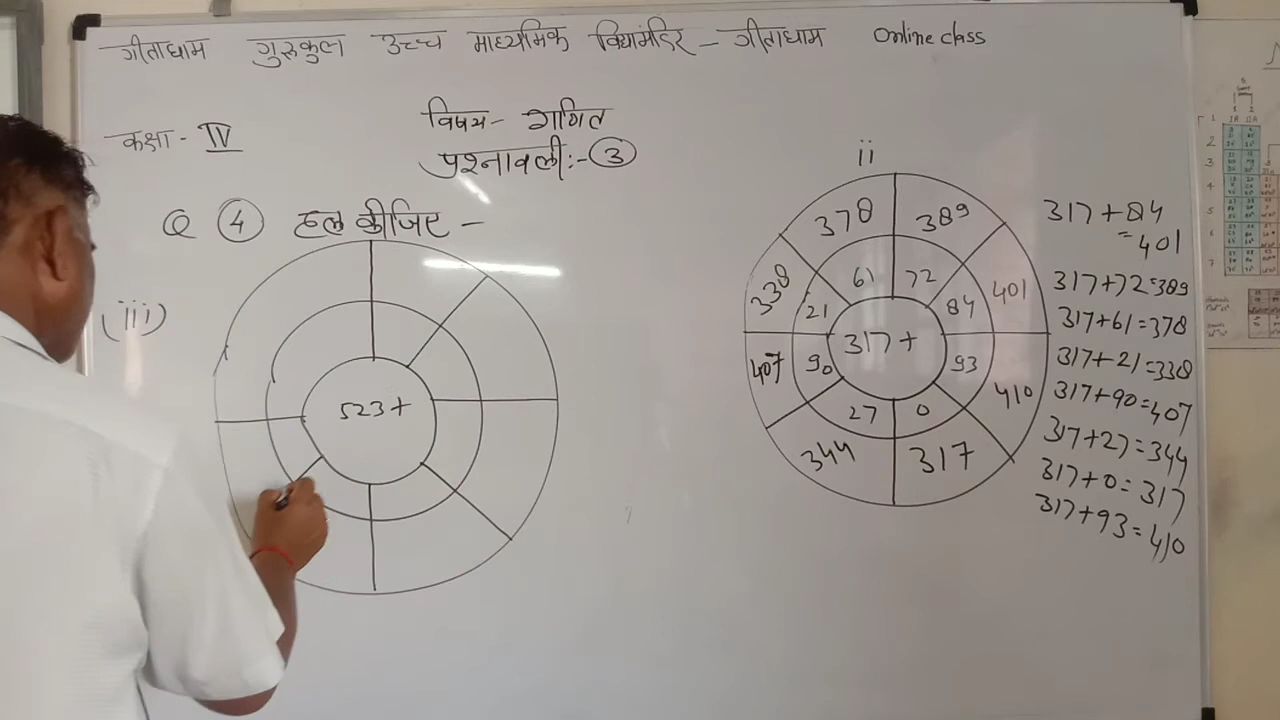 गीताधाम गुरुकुल उच्च माध्यमिक विद्यामंदिर - गीताधाम Online class
कक्षा - IV
विषय - गणित
प्रश्नावली :- 3
Q 4 हल कीजिए -
(iii)
523+
ii
378 389
338 61 72 401
21 84
317+
407 90 93 410
27 0
344 317
317+84
=401
317+72=389
317+61=378
317+21=338
317+90=407
317+27=344
317+0=317
317+93=410